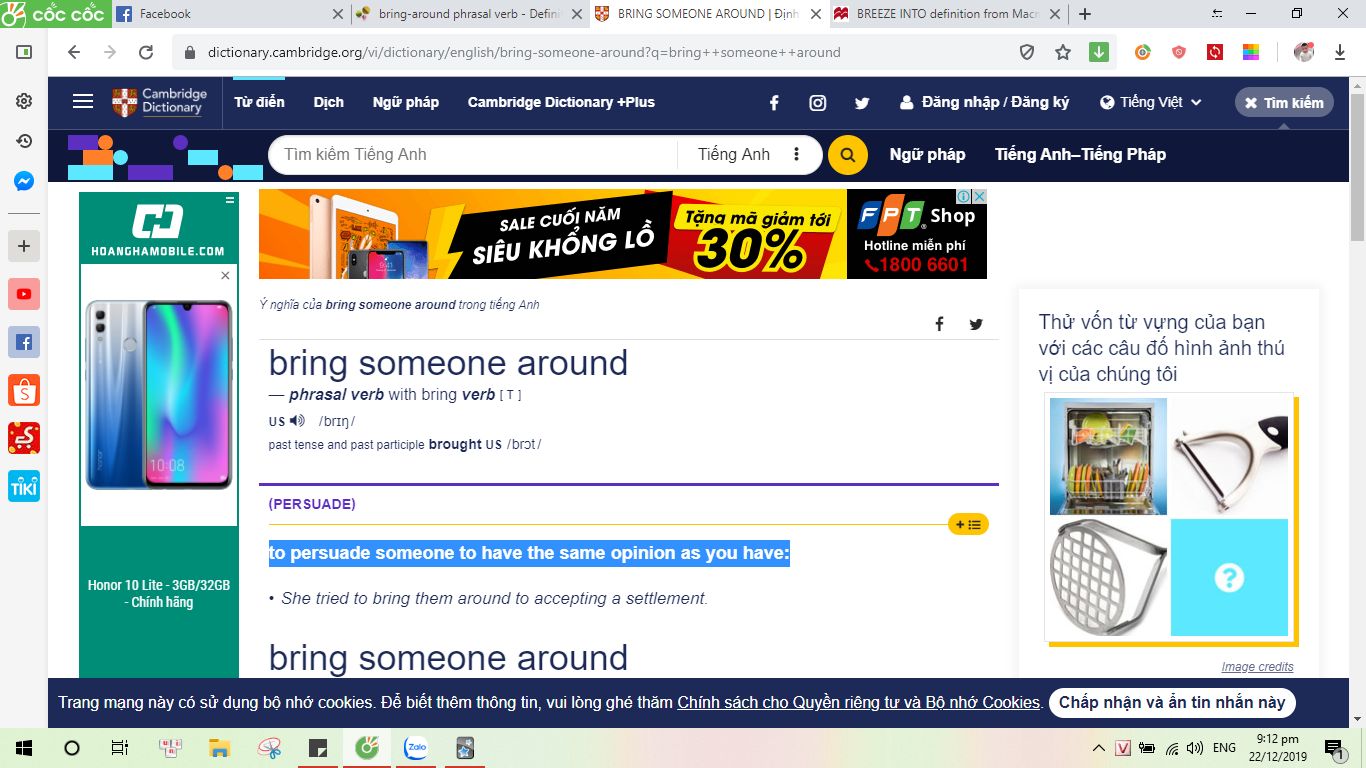 cốc cốc
Facebook
bring-around phrasal verb - Defini
BRING SOMEONE AROUND | Định
BREEZE INTO definition from Macm
dictionary.cambridge.org/vi/dictionary/english/bring-someone-around?q=bring++someone++around
Cambridge
Dictionary
Từ điển
Dịch
Ngữ pháp
Cambridge Dictionary +Plus
Đăng nhập / Đăng ký
Tiếng Việt
Tìm kiếm
Tìm kiếm Tiếng Anh
Tiếng Anh
Ngữ pháp
Tiếng Anh–Tiếng Pháp
HOANGHAMOBILE.COM
10:08
honor
Honor 10 Lite - 3GB/32GB
- Chính hãng
SALE CUỐI NĂM
SIÊU KHỔNG LỒ
9:41
Tặng mã giảm tới
30%
FPT Shop
Hotline miễn phí
1800 6601
Ý nghĩa của bring someone around trong tiếng Anh
bring someone around
— phrasal verb with bring verb [ T ]
US /brɪŋ/
past tense and past participle brought US /brɔt/
(PERSUADE)
to persuade someone to have the same opinion as you have:
• She tried to bring them around to accepting a settlement.
bring someone around
Thử vốn từ vựng của bạn
với các câu đố hình ảnh thú
vị của chúng tôi
?
Image credits
TIKI
Trang mạng này có sử dụng bộ nhớ cookies. Để biết thêm thông tin, vui lòng ghé thăm Chính sách cho Quyền riêng tư và Bộ nhớ Cookies.
Chấp nhận và ẩn tin nhắn này
Zalo
V
ENG
9:12 pm
22/12/2019
1